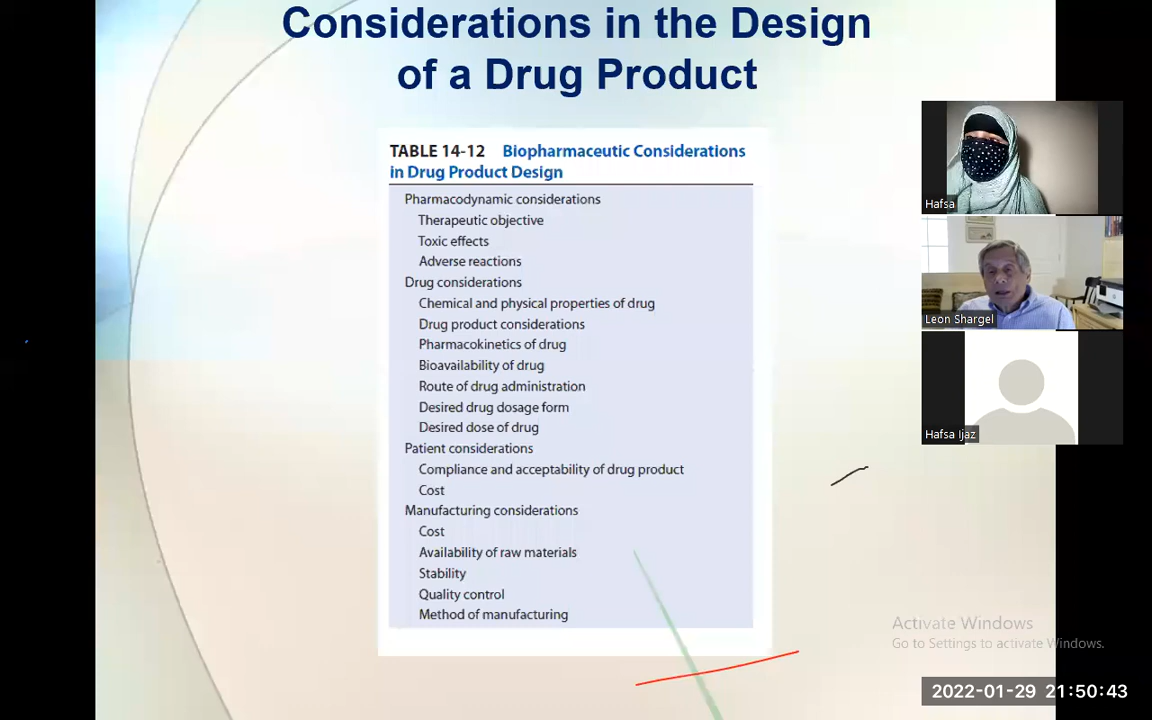 Considerations in the Design
of a Drug Product
TABLE 14-12 Biopharmaceutic Considerations
in Drug Product Design
Pharmacodynamic considerations
Therapeutic objective
Toxic effects
Adverse reactions
Drug considerations
Chemical and physical properties of drug
Drug product considerations
Pharmacokinetics of drug
Bioavailability of drug
Route of drug administration
Desired drug dosage form
Desired dose of drug
Patient considerations
Compliance and acceptability of drug product
Cost
Manufacturing considerations
Cost
Availability of raw materials
Stability
Quality control
Method of manufacturing
Hafsa
Leon Shargel
Hafsa Ijaz
Activate Windows
Go to Settings to activate Windows.
2022-01-29 21:50:43